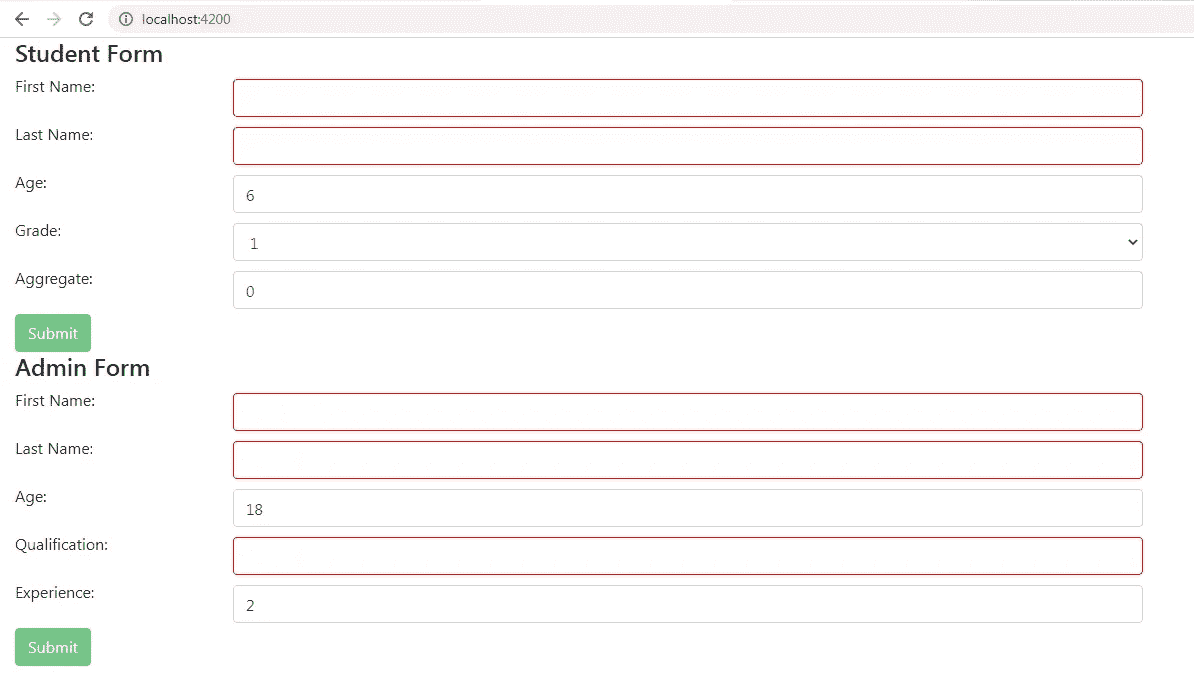 localhost:4200
Student Form
First Name:
Last Name:
Age:
6
Grade:
1
Aggregate:
0
Submit
Admin Form
First Name:
Last Name:
Age:
18
Qualification:
Experience:
2
Submit